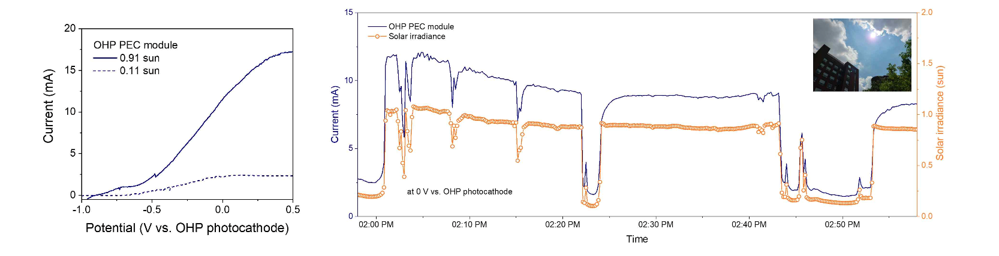 20
15
10
5
0
Current (mA)
OHP PEC module
0.91 sun
0.11 sun
-1.0
-0.5
0.0
0.5
Potential (V vs. OHP photocathode)
15
10
5
0
Current (mA)
OHP PEC module
Solar irradiance
at 0 V vs. OHP photocathode
2.0
1.5
1.0
0.5
0.0
Solar irradiance (sun)
02:00 PM
02:10 PM
02:20 PM
02:30 PM
02:40 PM
02:50 PM
Time